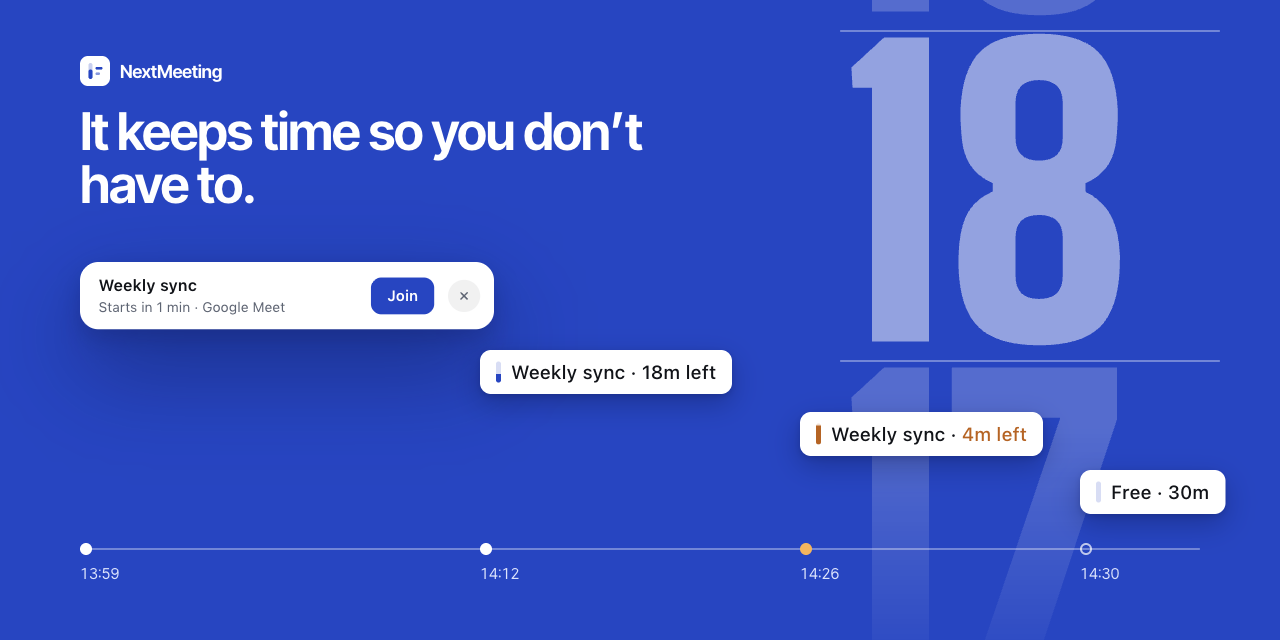 NextMeeting
It keeps time so you don’t
have to.
18
17
Weekly sync
Starts in 1 min · Google Meet
Join
Weekly sync · 18m left
Weekly sync · 4m left
Free · 30m
13:59
14:12
14:26
14:30